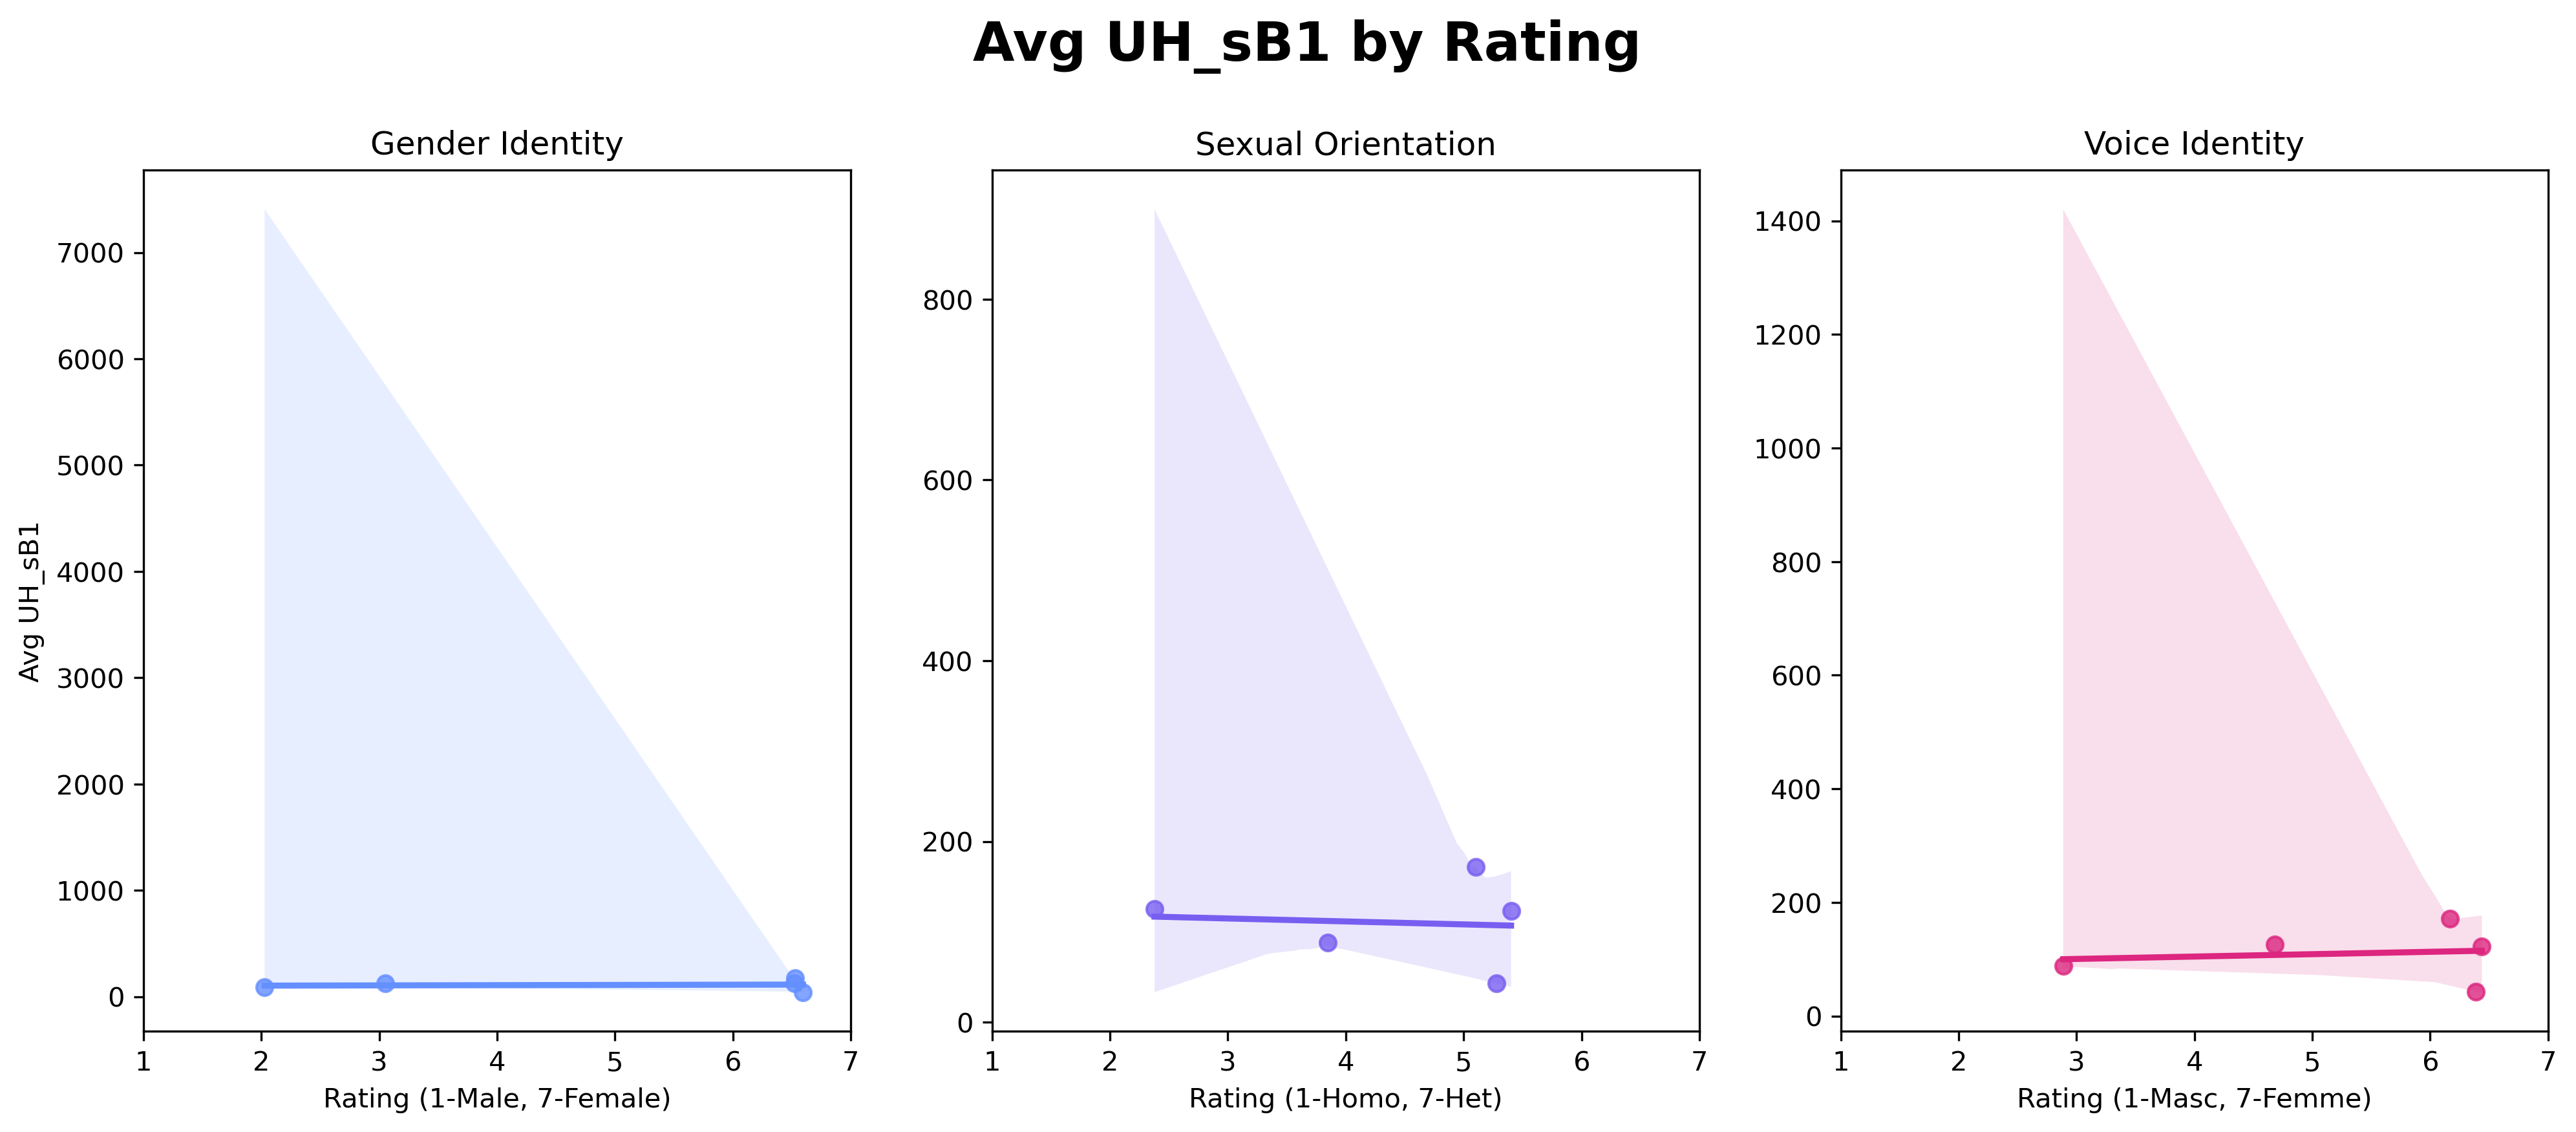 Avg UH_sB1 by Rating
Gender Identity
Sexual Orientation
Voice Identity
Avg UH_sB1
7000
6000
5000
4000
3000
2000
1000
0
1 2 3 4 5 6 7
Rating (1-Male, 7-Female)
800
600
400
200
0
1 2 3 4 5 6 7
Rating (1-Homo, 7-Het)
1400
1200
1000
800
600
400
200
0
1 2 3 4 5 6 7
Rating (1-Masc, 7-Femme)